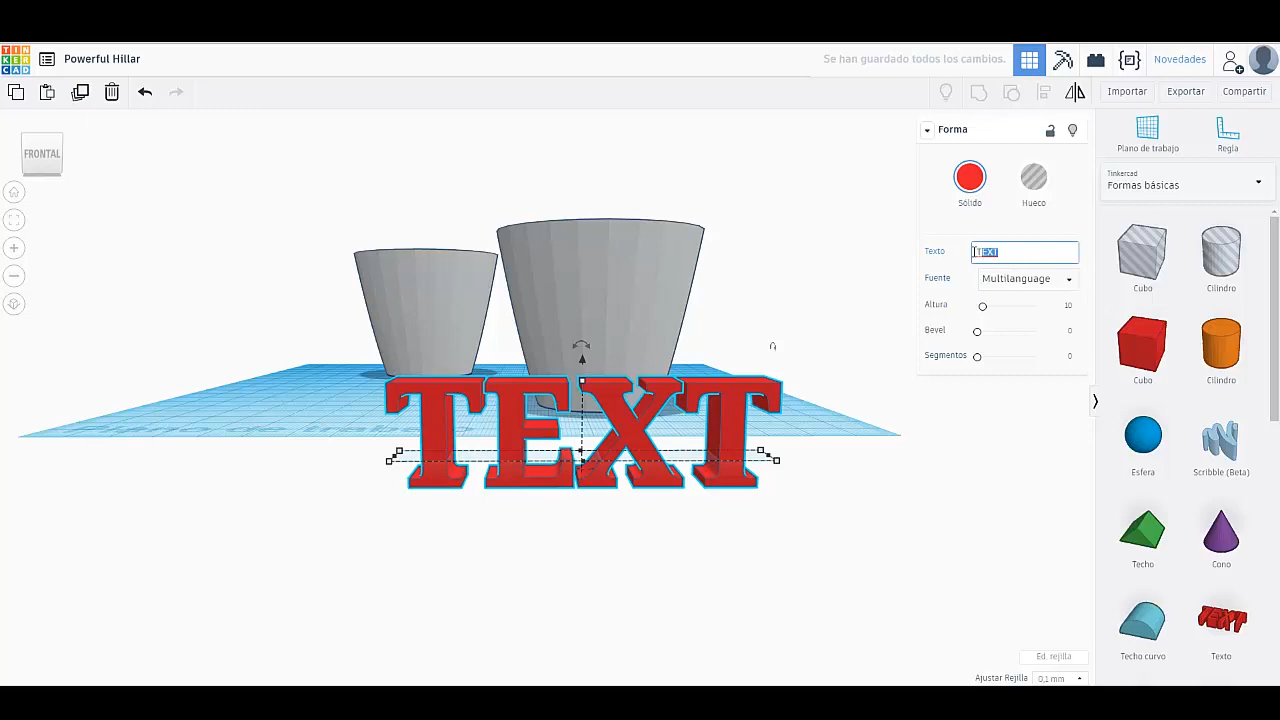 TIN
KER
CAD
Powerful Hillar
Se han guardado todos los cambios.
Novedades
Importar
Exportar
Compartir
FRONTAL
Forma
Sólido
Hueco
Texto
TEXT
Fuente
Multilanguage
Altura
10
Bevel
0
Segmentos
0
TEXT
Plano de trabajo
Regla
Tinkercad
Formas básicas
Cubo
Cilindro
Cubo
Cilindro
Esfera
Scribble (Beta)
Techo
Cono
TEXT
Techo curvo
Texto
Ed. rejilla
Ajustar Rejilla
0,1 mm